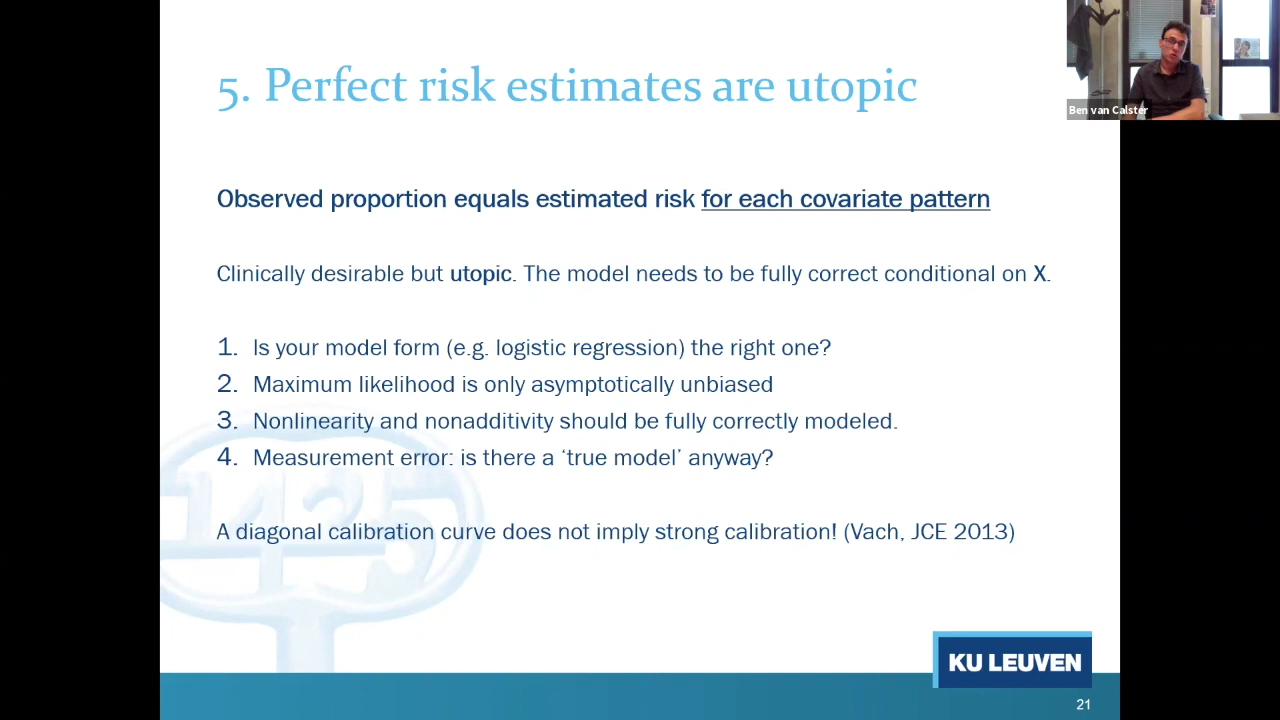 5. Perfect risk estimates are utopic
Ben van Calster
Observed proportion equals estimated risk for each covariate pattern
Clinically desirable but utopic. The model needs to be fully correct conditional on X.
1. Is your model form (e.g. logistic regression) the right one?
2. Maximum likelihood is only asymptotically unbiased
3. Nonlinearity and nonadditivity should be fully correctly modeled.
4. Measurement error: is there a ‘true model’ anyway?
1425
A diagonal calibration curve does not imply strong calibration! (Vach, JCE 2013)
KU LEUVEN
21